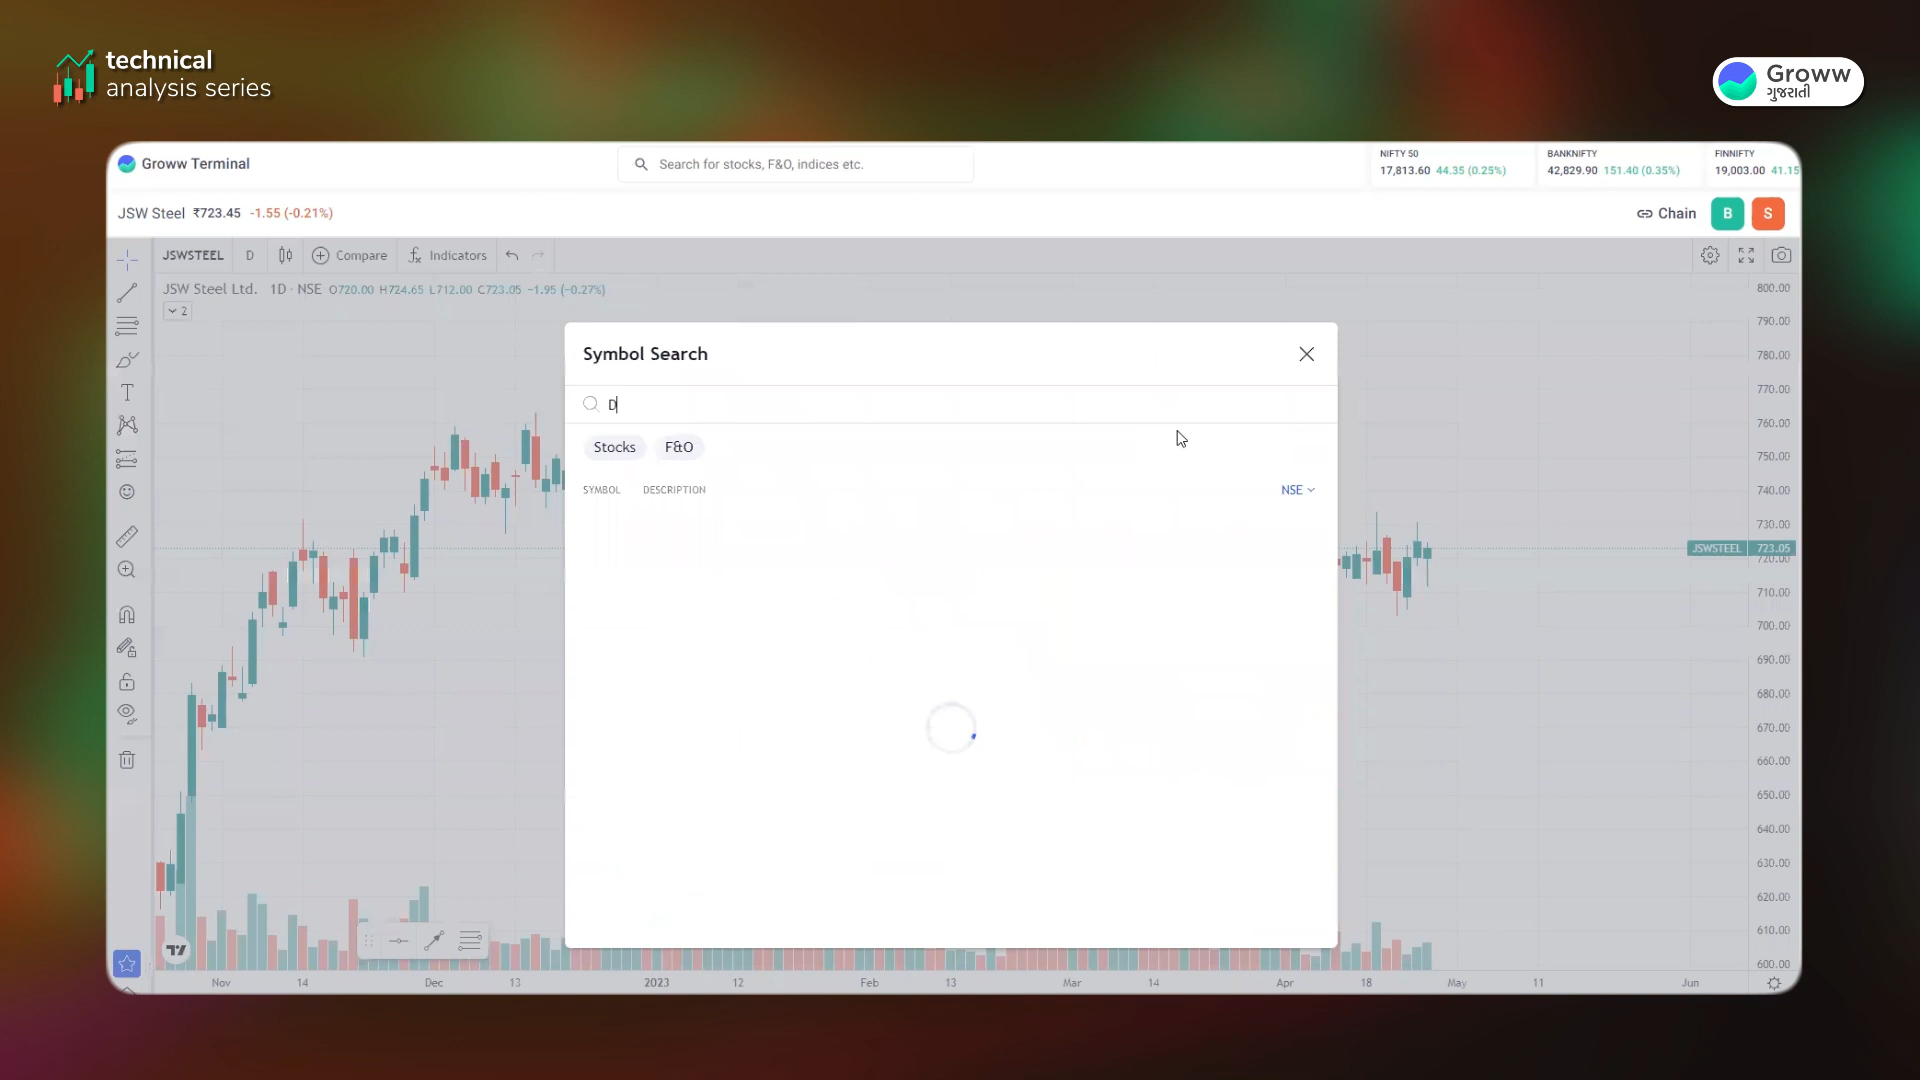 technical
analysis series
Groww
ગુજરાતી
Groww Terminal
Search for stocks, F&O, indices etc.
NIFTY 50
17,813.60 44.35 (0.25%)
BANKNIFTY
42,829.90 151.40 (0.35%)
FINNIFTY
19,003.00 41.15
JSW Steel ₹723.45 -1.55 (-0.21%)
Chain
B
S
JSWSTEEL D Compare Indicators
JSW Steel Ltd. 1D · NSE O720.00 H724.65 L712.00 C723.05 −1.95 (−0.27%)
2
Symbol Search
D
Stocks F&O
SYMBOL DESCRIPTION NSE
800.00
790.00
780.00
770.00
760.00
750.00
740.00
730.00
JSWSTEEL 723.05
720.00
710.00
700.00
690.00
680.00
670.00
660.00
650.00
640.00
630.00
620.00
610.00
600.00
Nov 14 Dec 13 2023 12 Feb 13 Mar 14 Apr 18 May 11 Jun